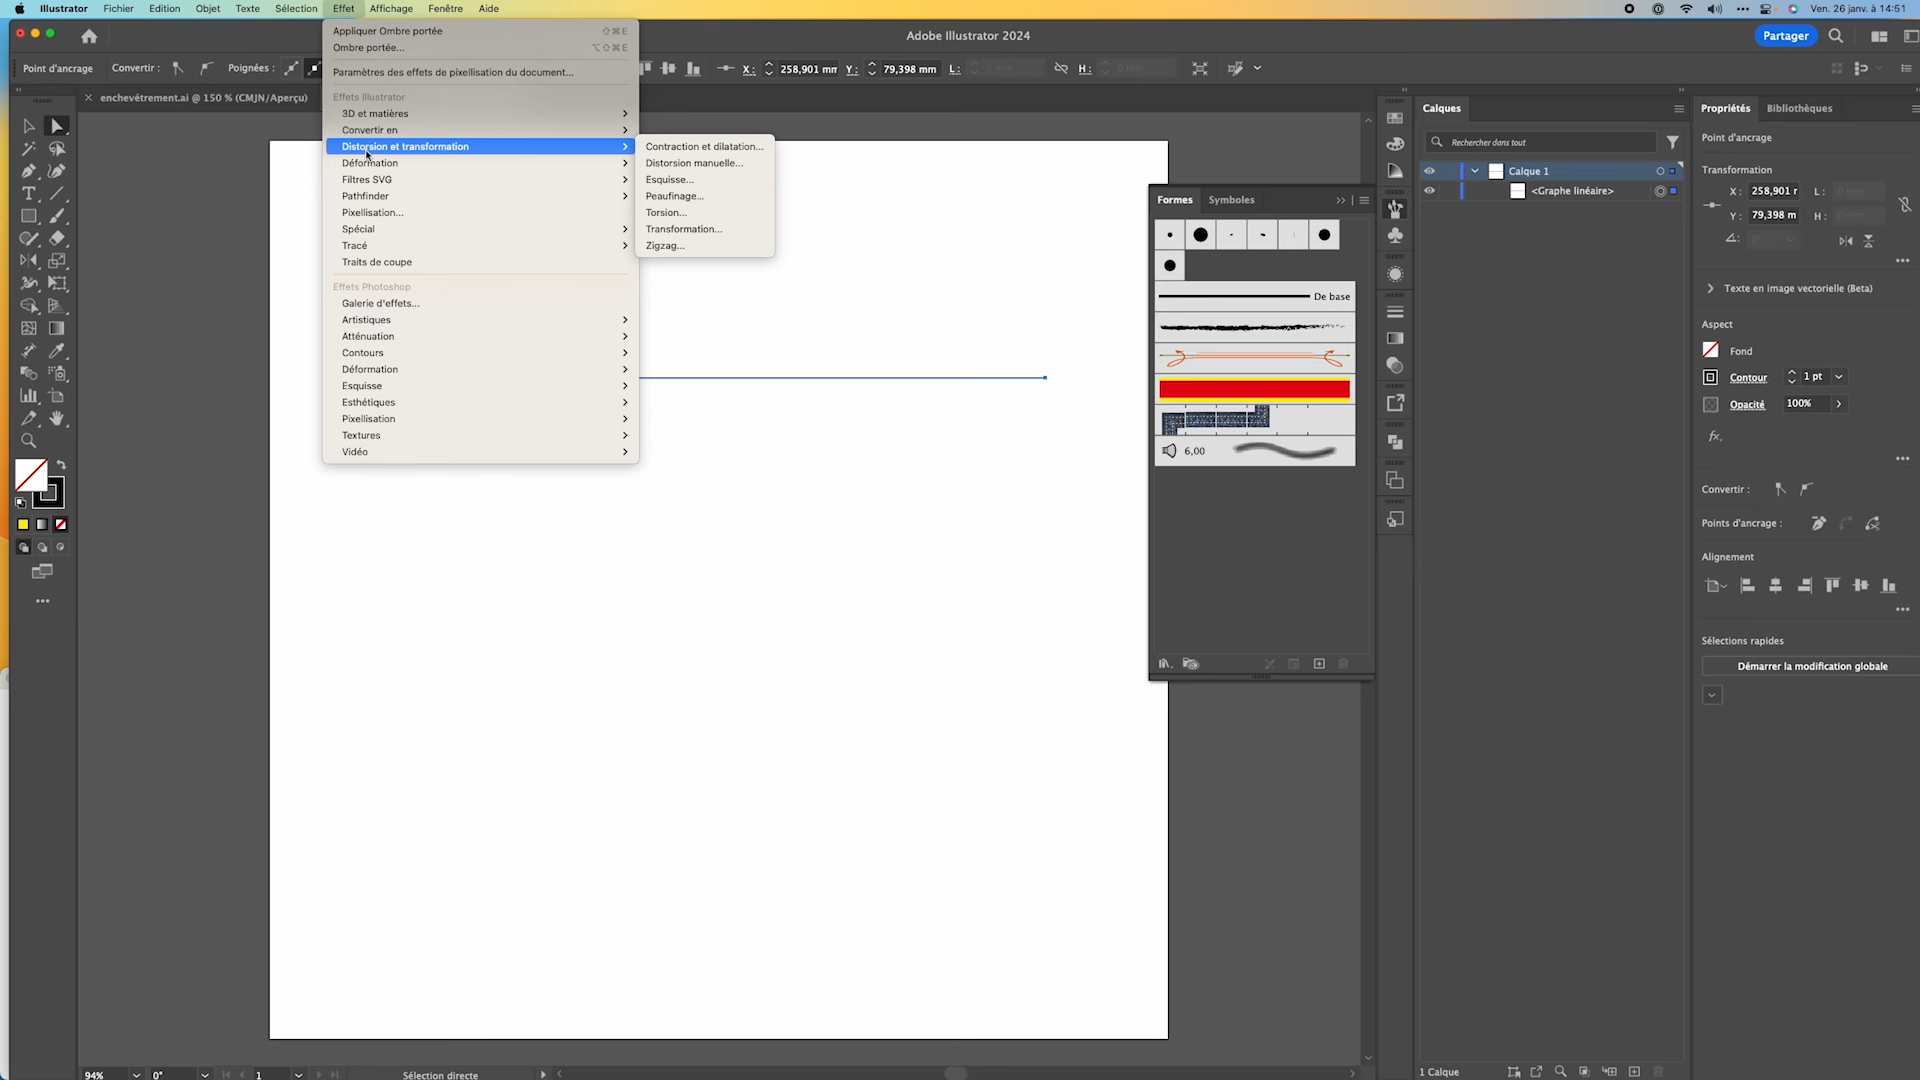 Illustrator Fichier Edition Objet Texte Sélection Effet Affichage Fenêtre Aide Ven. 26 janv. à 14:51
Adobe Illustrator 2024
Partager
Point d'ancrage Convertir : Poignées : X: 258,901 mm Y: 79,398 mm L: 0 mm H: 0 mm
enchevêtrement.ai @ 150 % (CMJN/Aperçu)
Appliquer Ombre portée ⇧⌘E
Ombre portée... ⌥⇧⌘E
Paramètres des effets de pixellisation du document...
Effets Illustrator
3D et matières
Convertir en
Distorsion et transformation
Déformation
Filtres SVG
Pathfinder
Pixellisation...
Spécial
Tracé
Traits de coupe
Effets Photoshop
Galerie d'effets...
Artistiques
Atténuation
Contours
Déformation
Esquisse
Esthétiques
Pixellisation
Textures
Vidéo
Contraction et dilatation...
Distorsion manuelle...
Esquisse...
Peaufinage...
Torsion...
Transformation...
Zigzag...
Formes Symboles
De base
6,00
Calques
Rechercher dans tout
Calque 1
<Graphe linéaire>
1 Calque
Propriétés Bibliothèques
Point d'ancrage
Transformation
X : 258,901 r L :
Y : 79,398 m H :
Texte en image vectorielle (Beta)
Aspect
Fond
Contour 1 pt
Opacité 100%
fx.
Convertir :
Points d'ancrage :
Alignement
Sélections rapides
Démarrer la modification globale
94% 0° 1 Sélection directe